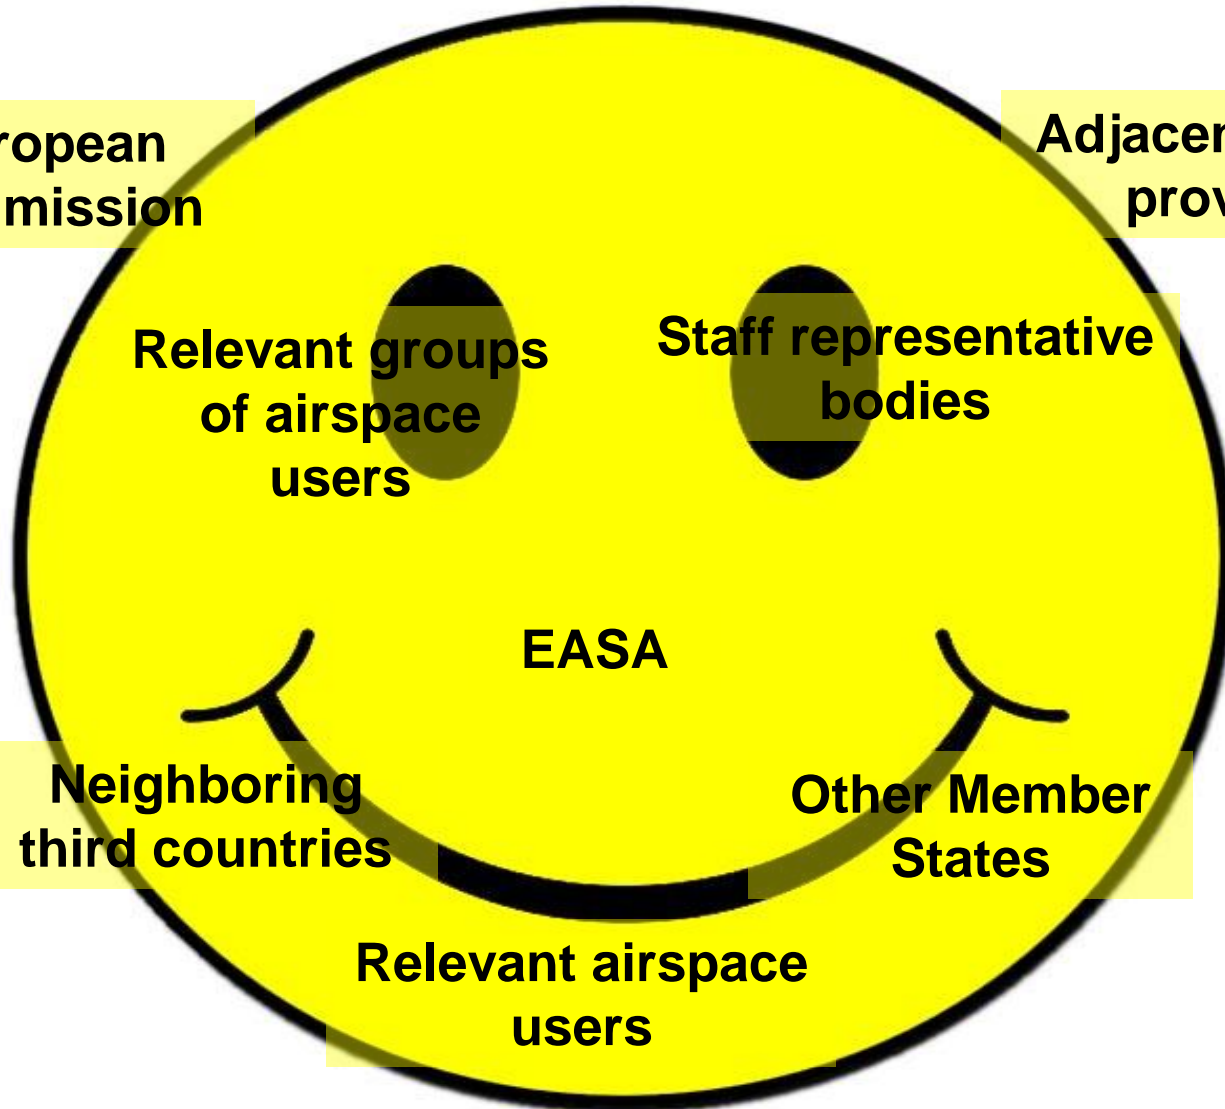 ropean
mission
Adjacen
prov
Relevant groups
of airspace
users
Staff representative
bodies
EASA
Neighboring
third countries
Other Member
States
Relevant airspace
users